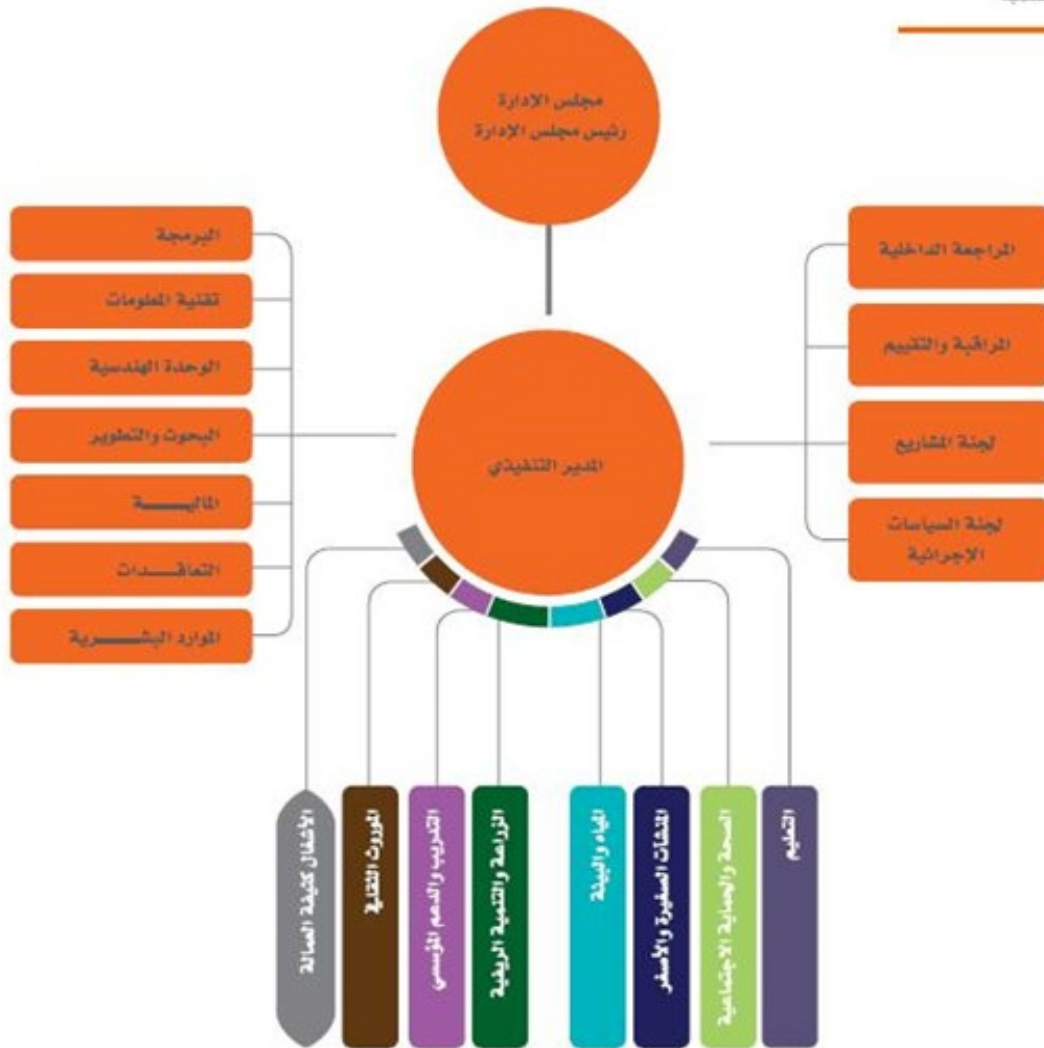 مجلس الإدارة
رئيس مجلس الإدارة
المراجعة الداخلية
المراقبة والتقييم
لجنة المشاريع
لجنة السياسات
الإجرائية
المدير التنفيذي
البرمجة
تقنية المعلومات
الوحدة الهندسية
البحوث والتطوير
الماليـــــة
التعاقـــدات
الموارد البشـــرية
التعليم
الصحة والحماية الاجتماعية
المنشآت الصغيرة والأصغر
المياه والبيئة
الزراعة والتنمية الريفية
التدريب والدعم المؤسسي
الموروث الثقافي
الأشغال كثيفة العمالة